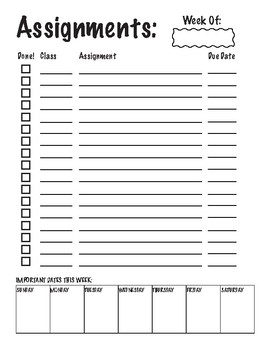 Assignments:
Week Of:
Done! Class Assignment Due Date
IMPORTANT DATES THIS WEEK:
SUNDAY MONDAY TUESDAY WEDNESDAY THURSDAY FRIDAY SATURDAY